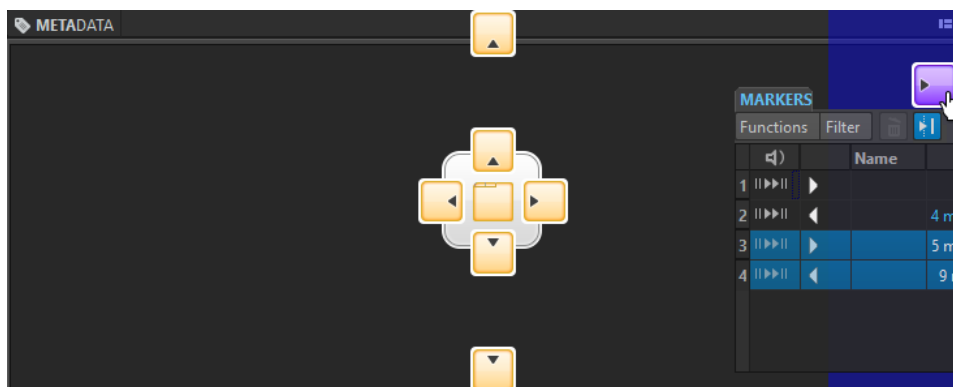 METADATA
MARKERS
Functions Filter
Name
1
2 4 m
3 5 m
4 9